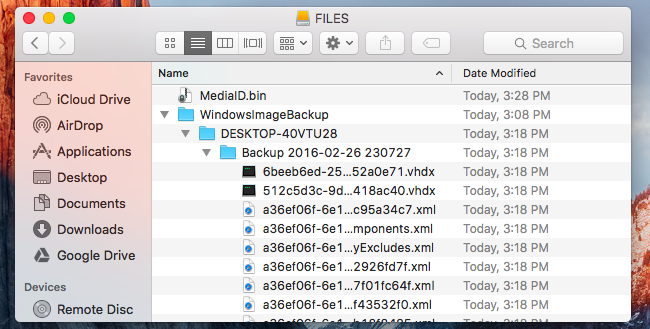 FILES
Search
Favorites
iCloud Drive
AirDrop
Applications
Desktop
Documents
Downloads
Google Drive
Devices
Remote Disc
Name Date Modified
MediaID.bin Today, 3:28 PM
WindowsImageBackup Today, 3:08 PM
DESKTOP-40VTU28 Today, 3:18 PM
Backup 2016-02-26 230727 Today, 3:18 PM
6beeb6ed-25...52a0e71.vhdx Today, 3:18 PM
512c5d3c-9d...418ac40.vhdx Today, 3:18 PM
a36ef06f-6e1...c95a34c7.xml Today, 3:18 PM
a36ef06f-6e1...mponents.xml Today, 3:18 PM
a36ef06f-6e1...yExcludes.xml Today, 3:18 PM
a36ef06f-6e1...2926fd7f.xml Today, 3:18 PM
a36ef06f-6e1...7f01fc64f.xml Today, 3:18 PM
a36ef06f-6e1...f43532f0.xml Today, 3:18 PM